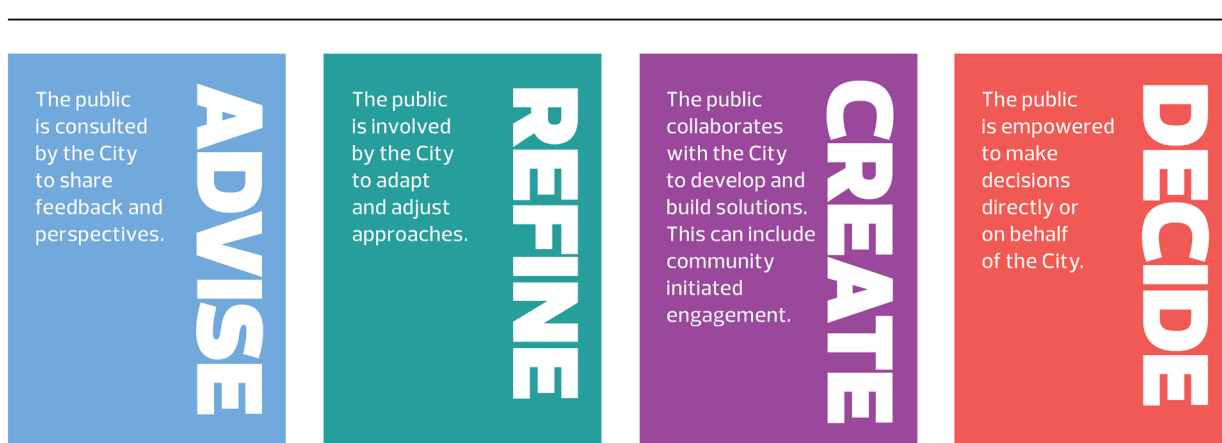 The public
is consulted
by the City
to share
feedback and
perspectives.
ADVISE
The public
is involved
by the City
to adapt
and adjust
approaches.
REFINE
The public
collaborates
with the City
to develop and
build solutions.
This can include
community
initiated
engagement.
CREATE
The public
is empowered
to make
decisions
directly or
on behalf
of the City.
DECIDE